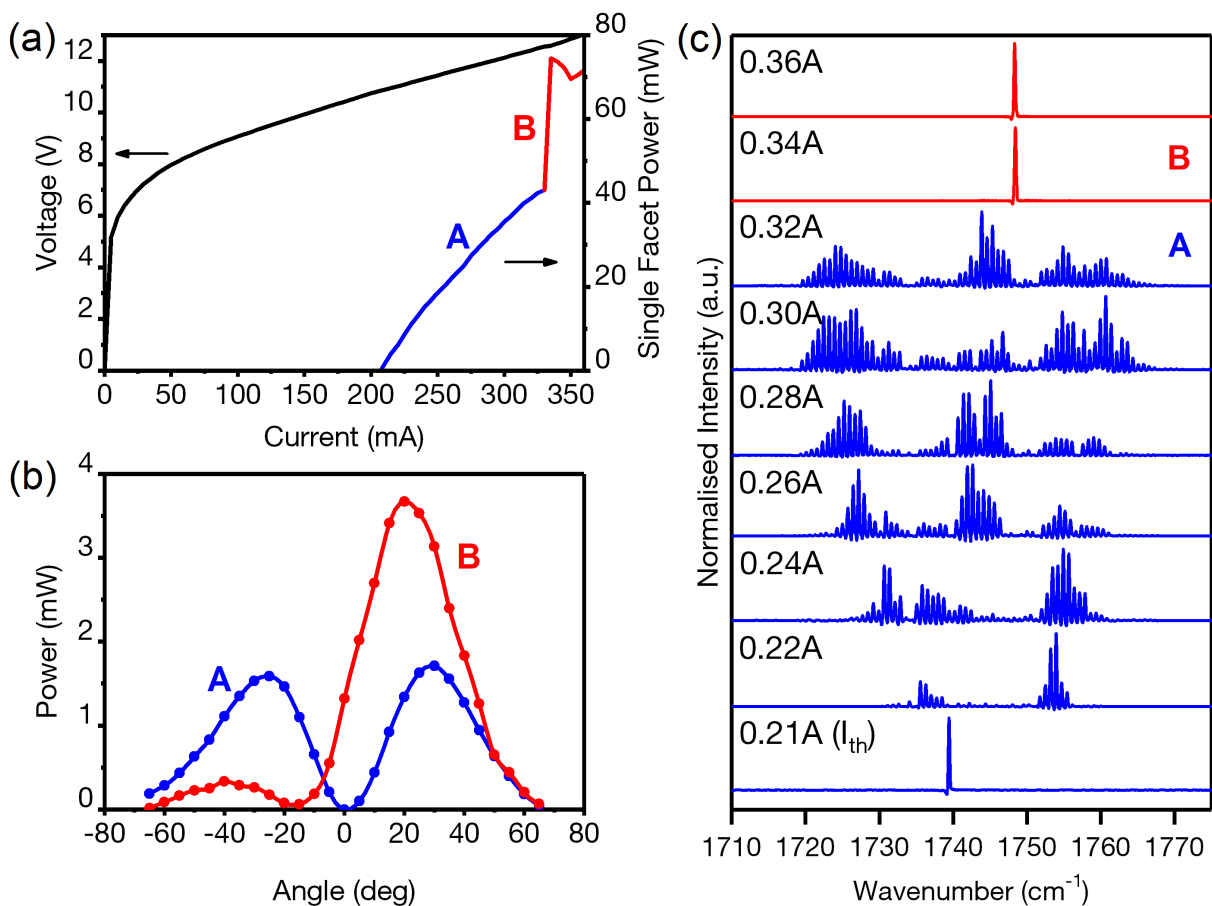 (a)
12
10
8
7
6
4
2
0
Voltage (V)
80
60
40
20
0
Single Facet Power (mW)
B
A
0
50
100
150
200
250
300
350
Current (mA)
(b)
4
3
2
1
0
Power (mW)
A
B
-80
-60
-40
-20
0
20
40
60
80
Angle (deg)
(c)
0.36A
0.34A
B
0.32A
A
0.30A
0.28A
0.26A
0.24A
0.22A
0.21A (Ith)
Normalised Intensity (a.u.)
1710
1720
1730
1740
1750
1760
1770
Wavenumber (cm-1)